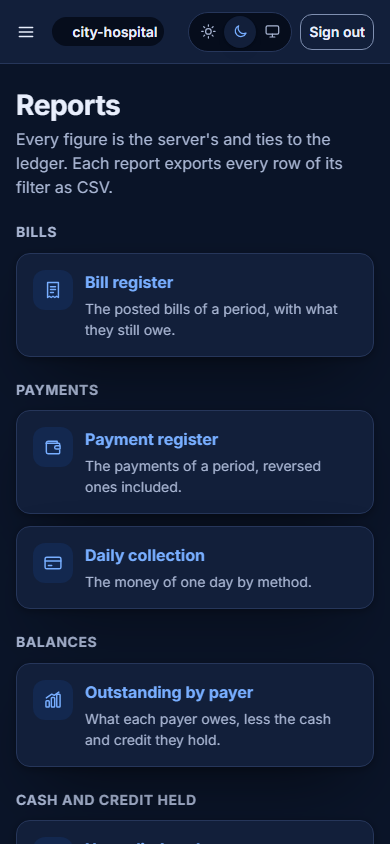 city-hospital
Sign out
Reports
Every figure is the server's and ties to the
ledger. Each report exports every row of its
filter as CSV.
BILLS
Bill register
The posted bills of a period, with what
they still owe.
PAYMENTS
Payment register
The payments of a period, reversed
ones included.
Daily collection
The money of one day by method.
BALANCES
Outstanding by payer
What each payer owes, less the cash
and credit they hold.
CASH AND CREDIT HELD